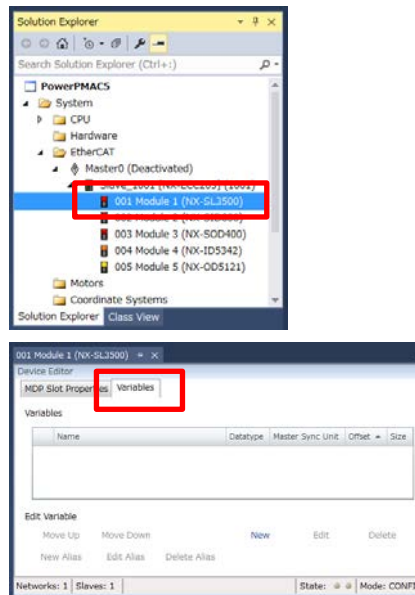 Solution Explorer
Search Solution Explorer (Ctrl+:)
PowerPMAC5
System
CPU
Hardware
EtherCAT
Master0 (Deactivated)
001 Module 1 (NX-SL3500)
003 Module 3 (NX-SOD400)
004 Module 4 (NX-ID5342)
005 Module 5 (NX-OD5121)
Motors
Coordinate Systems
Solution Explorer Class View
001 Module 1 (NX-SL3500)
Device Editor
MDP Slot Properties Variables
Variables
Name Datatype Master Sync Unit Offset Size
Edit Variable
Move Up Move Down New Edit Delete
New Alias Edit Alias Delete Alias
Networks: 1 Slaves: 1 State: Mode: CONFI